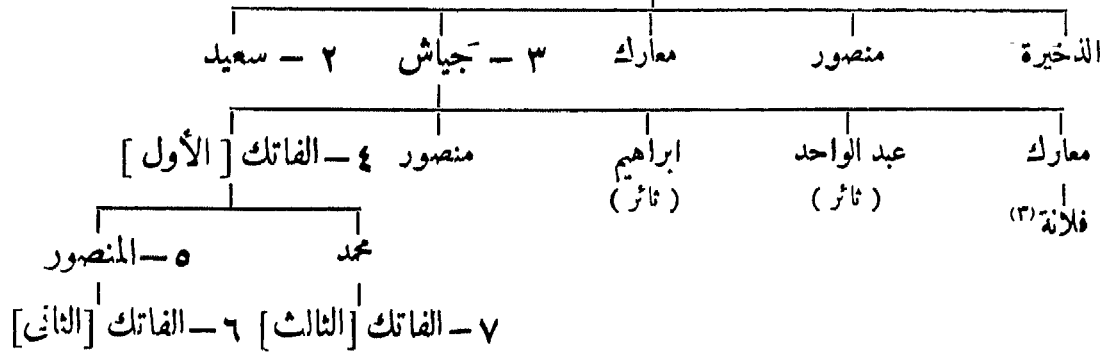 الذخيرة منصور معارك ٣ – جياش ٢ – سعيد
معارك عبد الواحد ابراهيم منصور ٤ – الفاتك [ الأول ]
فلانة (٣) ( ثائر ) ( ثائر )
محمد ٥ – المنصور
٧ – الفاتك [ الثالث ] ٦ – الفاتك [الثانى]